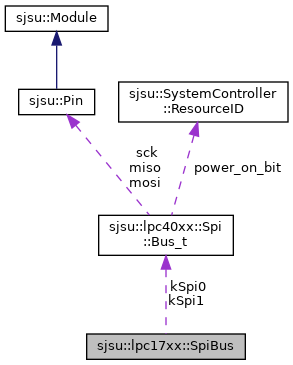 sjsu::Module
sjsu::Pin
sjsu::SystemController
::ResourceID
sck
miso
mosi
power_on_bit
sjsu::lpc40xx::Spi
::Bus_t
kSpi0
kSpi1
sjsu::lpc17xx::SpiBus